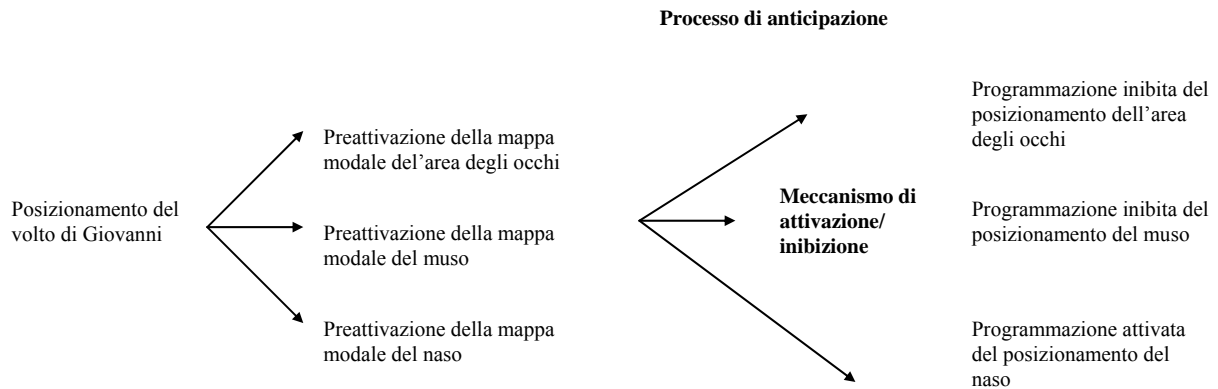 Processo di anticipazione
Posizionamento del
volto di Giovanni
Preattivazione della mappa
modale del'area degli occhi
Preattivazione della mappa
modale del muso
Preattivazione della mappa
modale del naso
Meccanismo di
attivazione/
inibizione
Programmazione inibita del
posizionamento dell'area
degli occhi
Programmazione inibita del
posizionamento del muso
Programmazione attivata
del posizionamento del
naso